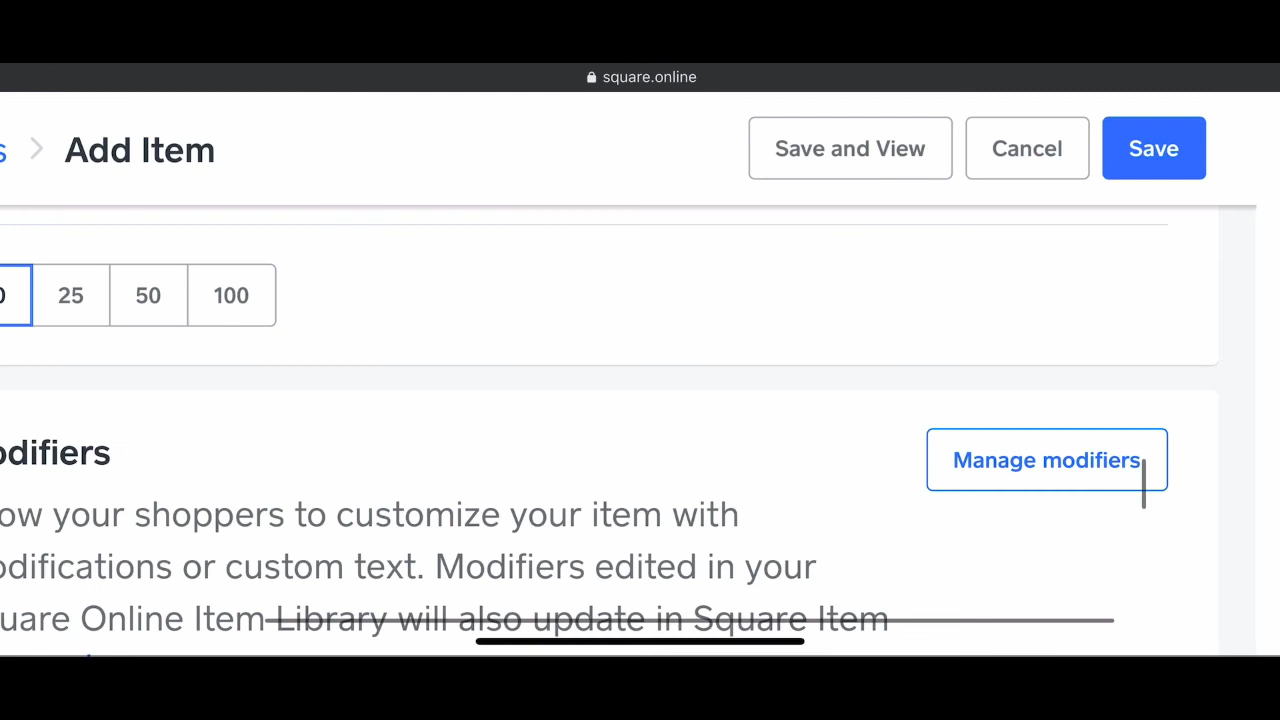 square.online
s > Add Item
Save and View
Cancel
Save
0
25
50
100
odifiers
Manage modifiers
ow your shoppers to customize your item with
odifications or custom text. Modifiers edited in your
uare Online Item Library will also update in Square Item